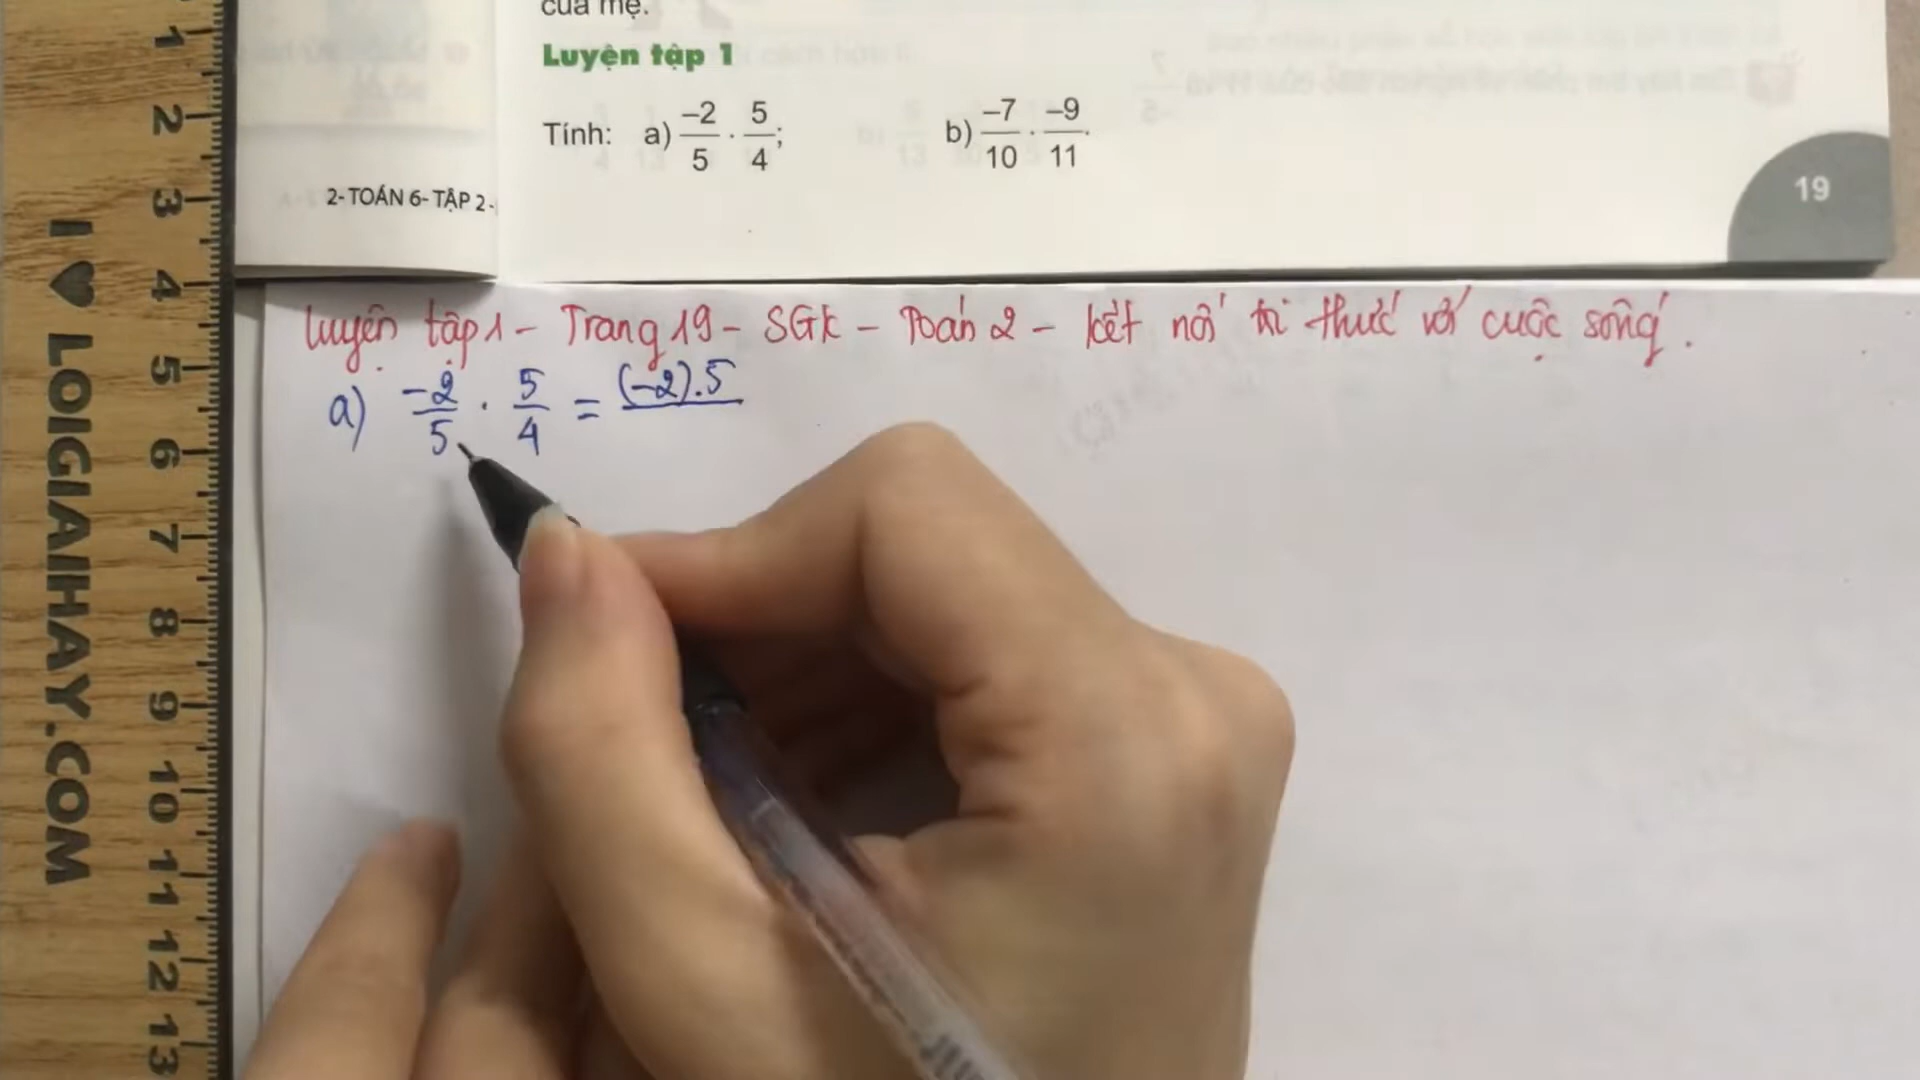 của mẹ.
Luyện tập 1
Tính: a) −2/5 · 5/4; b) −7/10 · −9/11.
2- TOÁN 6- TẬP 2-
19
Luyện tập 1 – Trang 19 – SGK – Toán 2 – kết nối tri thức với cuộc sống.
a) −2/5 · 5/4 = (−2).5
I ♥ LOIGIAIHAY.COM
1 2 3 4 5 6 7 8 9 10 11 12 13